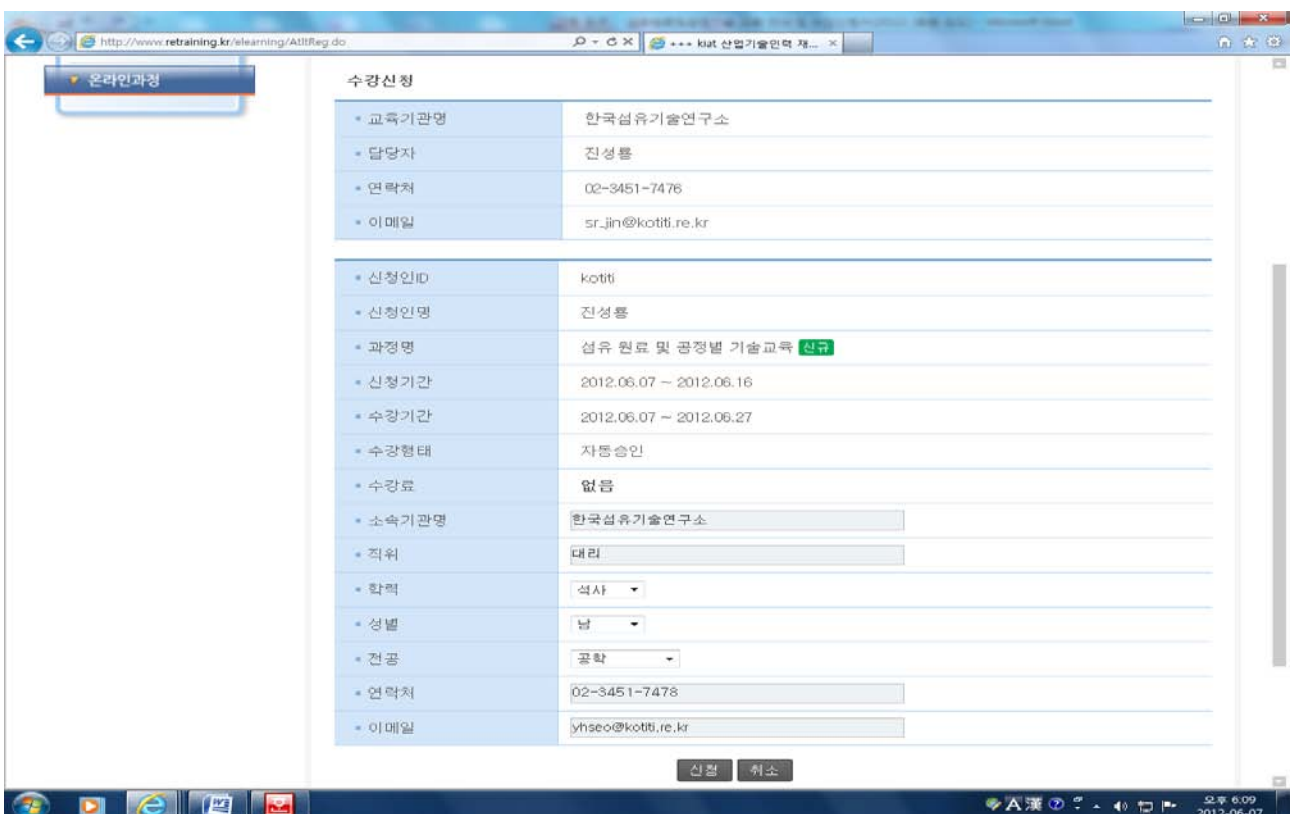 http://www.retraining.kr/elearning/AtltReg.do
kiat 산업기술인력 재...
온라인과정
수강신청
교육기관명 한국섬유기술연구소
담당자 진성룡
연락처 02-3451-7476
이메일 sr_jin@kotiti.re.kr
신청인ID kotiti
신청인명 진성룡
과정명 섬유 원료 및 공정별 기술교육 신규
신청기간 2012.06.07 ~ 2012.06.16
수강기간 2012.06.07 ~ 2012.06.27
수강형태 자동승인
수강료 없음
소속기관명 한국섬유기술연구소
직위 대리
학력 석사
성별 남
전공 공학
연락처 02-3451-7478
이메일 yhseo@kotiti.re.kr
신청 취소
A 漢
오후 6:09
2012-06-07